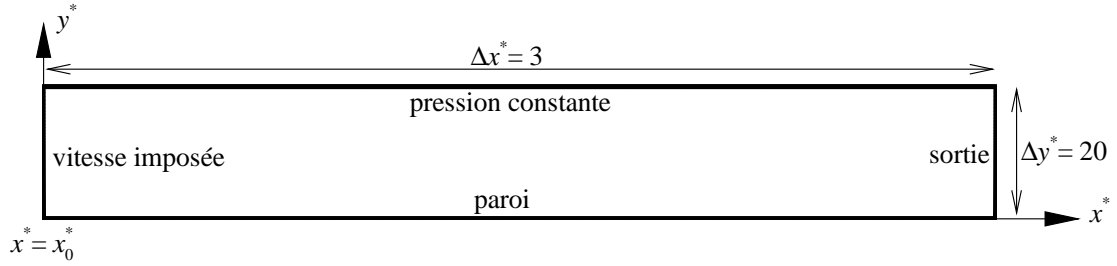 y*
Δx* = 3
pression constante
vitesse imposée
sortie
Δy* = 20
paroi
x*
x* = x₀*